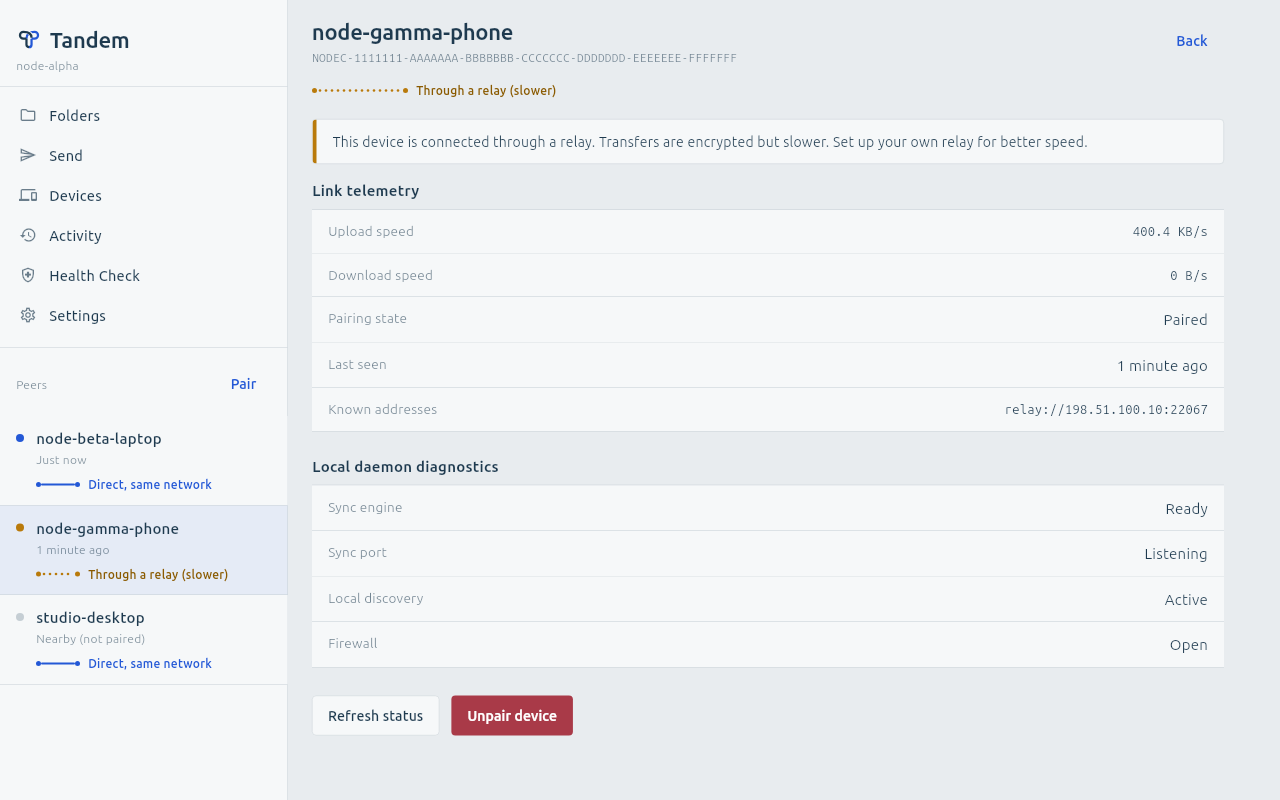 Tandem
node-alpha
Folders
Send
Devices
Activity
Health Check
Settings
Peers
Pair
node-beta-laptop
Just now
Direct, same network
node-gamma-phone
1 minute ago
Through a relay (slower)
studio-desktop
Nearby (not paired)
Direct, same network
node-gamma-phone
Back
NODEC-1111111-AAAAAAA-BBBBBBB-CCCCCCC-DDDDDDD-EEEEEEE-FFFFFFF
Through a relay (slower)
This device is connected through a relay. Transfers are encrypted but slower. Set up your own relay for better speed.
Link telemetry
Upload speed 400.4 KB/s
Download speed 0 B/s
Pairing state Paired
Last seen 1 minute ago
Known addresses relay://198.51.100.10:22067
Local daemon diagnostics
Sync engine Ready
Sync port Listening
Local discovery Active
Firewall Open
Refresh status
Unpair device